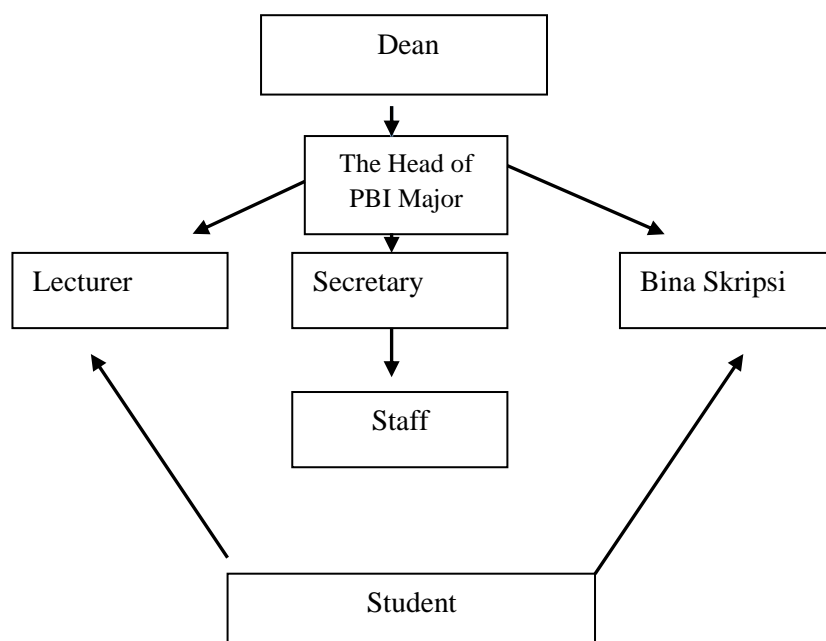 Dean
The Head of
PBI Major
Lecturer
Secretary
Bina Skripsi
Staff
Student